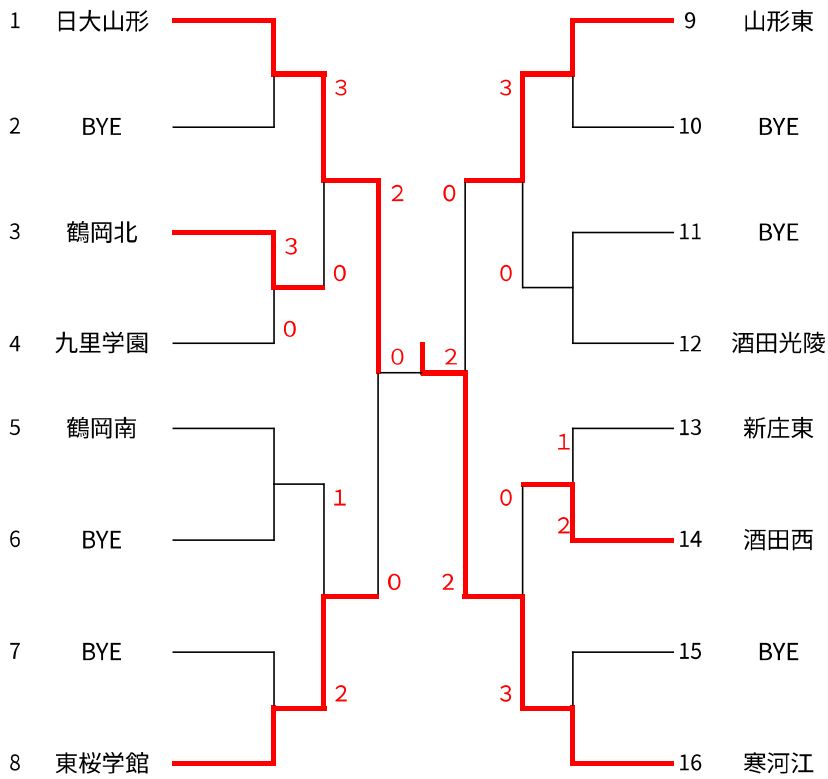 1 日大山形
2 BYE
3 鶴岡北
4 九里学園
5 鶴岡南
6 BYE
7 BYE
8 東桜学館
3
2
3
0
0
0
1
0
2
9 山形東
10 BYE
11 BYE
12 酒田光陵
13 新庄東
14 酒田西
15 BYE
16 寒河江
3
0
0
2
1
0
2
2
3